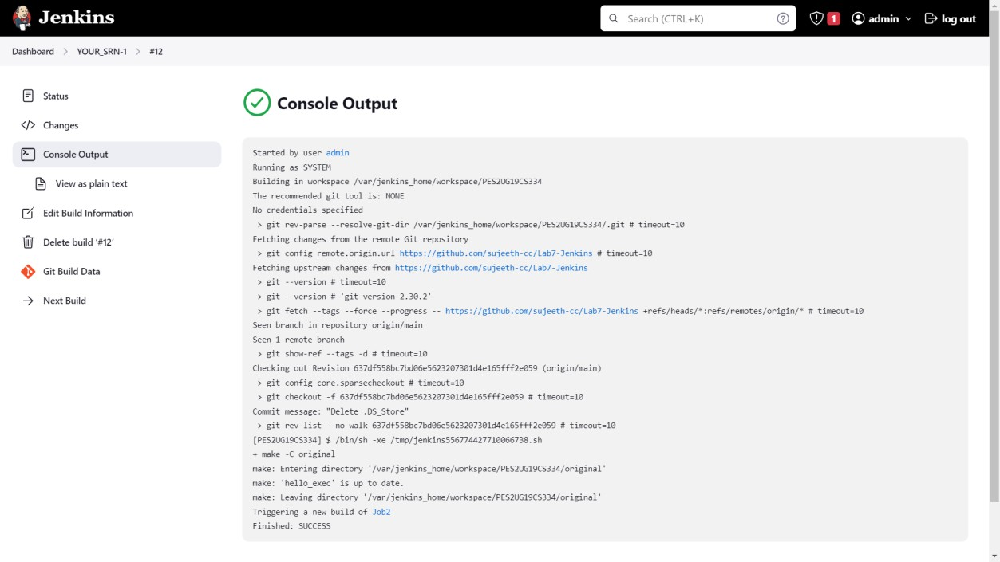 Jenkins
Search (CTRL+K)
1
admin
log out
Dashboard
YOUR_SRN-1
#12
Status
Changes
Console Output
View as plain text
Edit Build Information
Delete build '#12'
Git Build Data
Next Build
Console Output
Started by user admin
Running as SYSTEM
Building in workspace /var/jenkins_home/workspace/PES2UG19CS334
The recommended git tool is: NONE
No credentials specified
> git rev-parse --resolve-git-dir /var/jenkins_home/workspace/PES2UG19CS334/.git # timeout=10
Fetching changes from the remote Git repository
> git config remote.origin.url https://github.com/sujeeth-cc/Lab7-Jenkins # timeout=10
Fetching upstream changes from https://github.com/sujeeth-cc/Lab7-Jenkins
> git --version # timeout=10
> git --version # 'git version 2.30.2'
> git fetch --tags --force --progress -- https://github.com/sujeeth-cc/Lab7-Jenkins +refs/heads/*:refs/remotes/origin/* # timeout=10
Seen branch in repository origin/main
Seen 1 remote branch
> git show-ref --tags -d # timeout=10
Checking out Revision 637df558bc7bd06e5623207301d4e165fff2e059 (origin/main)
> git config core.sparsecheckout # timeout=10
> git checkout -f 637df558bc7bd06e5623207301d4e165fff2e059 # timeout=10
Commit message: "Delete .DS_Store"
> git rev-list --no-walk 637df558bc7bd06e5623207301d4e165fff2e059 # timeout=10
[PES2UG19CS334] $ /bin/sh -xe /tmp/jenkins556774427710066738.sh
+ make -C original
make: Entering directory '/var/jenkins_home/workspace/PES2UG19CS334/original'
make: 'hello_exec' is up to date.
make: Leaving directory '/var/jenkins_home/workspace/PES2UG19CS334/original'
Triggering a new build of Job2
Finished: SUCCESS